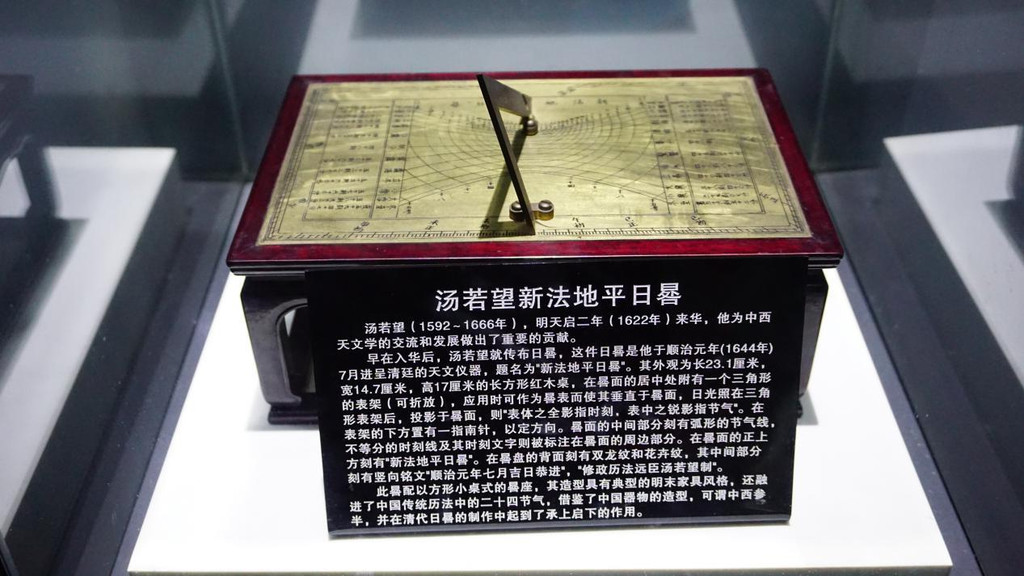 汤若望新法地平日晷
汤若望（1592～1666年），明天启二年（1622年）来华，他为中西
天文学的交流和发展做出了重要的贡献。
早在入华后，汤若望就传布日晷，这件日晷是他于顺治元年(1644年)
7月进呈清廷的天文仪器，题名为"新法地平日晷"。其外观为长23.1厘米，
宽14.7厘米，高17厘米的长方形红木桌，在晷面的居中处附有一个三角形
的表架（可折放），应用时可作为晷表而使其垂直于晷面，日光照在三角
形表架后，投影于晷面，则"表体之全影指时刻，表中之锐影指节气"。在
表架的下方置有一指南针，以定方向。晷面的中间部分刻有弧形的节气线，
不等分的时刻线及其时刻文字则被标注在晷面的周边部分。在晷面的正上
方刻有"新法地平日晷"。在晷盘的背面刻有双龙纹和花卉纹，其中间部分
刻有竖向铭文"顺治元年七月吉日恭进"，"修政历法远臣汤若望制"。
此晷配以方形小桌式的晷座，其造型具有典型的明末家具风格，还融
进了中国传统历法中的二十四节气，借鉴了中国器物的造型，可谓中西参
半，并在清代日晷的制作中起到了承上启下的作用。